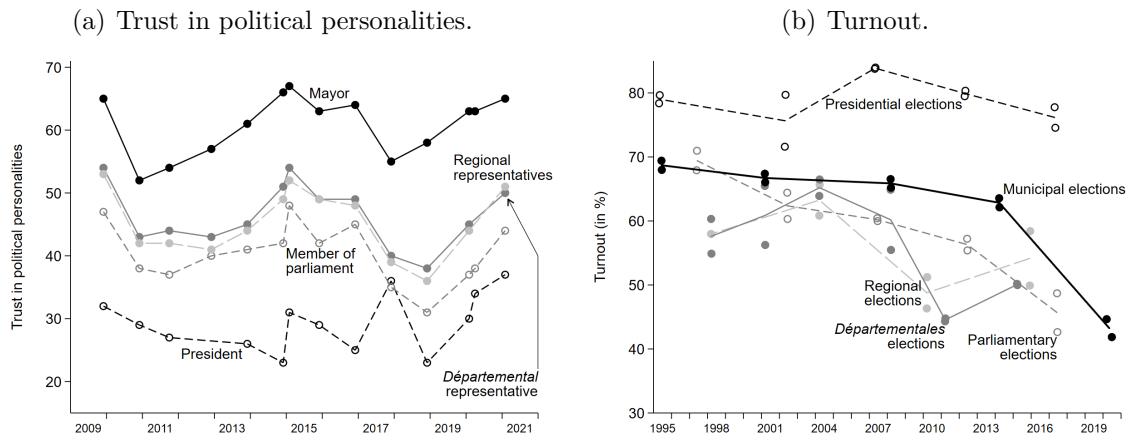 (a) Trust in political personalities.
Trust in political personalities
70
60
50
40
30
20
2009
2011
2013
2015
2017
2019
2021
Mayor
Regional
representatives
Member of
parliament
President
Départemental
representative
(b) Turnout.
Turnout (in %)
80
70
60
50
40
30
1995
1998
2001
2004
2007
2010
2013
2016
2019
Presidential elections
Municipal elections
Regional
elections
Départementales
elections
Parliamentary
elections